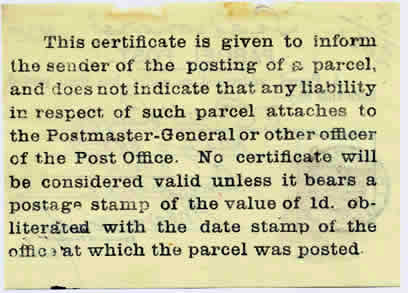 This certificate is given to inform
the sender of the posting of a parcel,
and does not indicate that any liability
in respect of such parcel attaches to
the Postmaster-General or other officer
of the Post Office. No certificate will
be considered valid unless it bears a
postage stamp of the value of 1d. ob-
literated with the date stamp of the
office at which the parcel was posted.